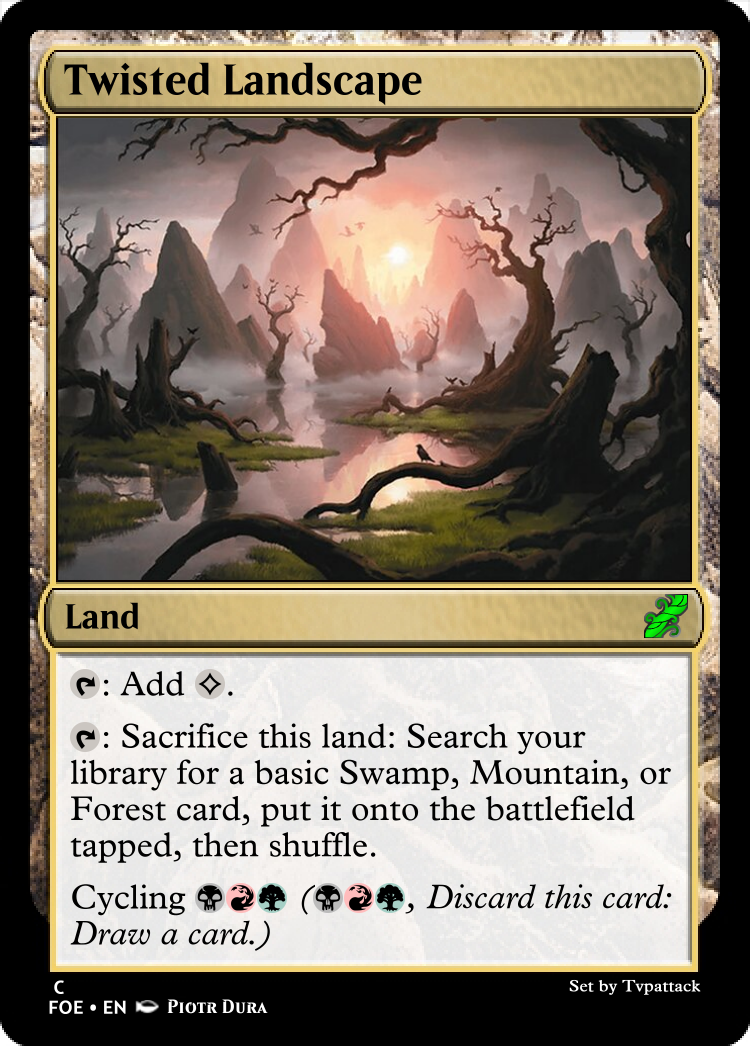 Twisted Landscape
Land
: Add .
: Sacrifice this land: Search your
library for a basic Swamp, Mountain, or
Forest card, put it onto the battlefield
tapped, then shuffle.
Cycling ( , Discard this card:
Draw a card.)
C
FOE • EN Piotr Dura
Set by Tvpattack